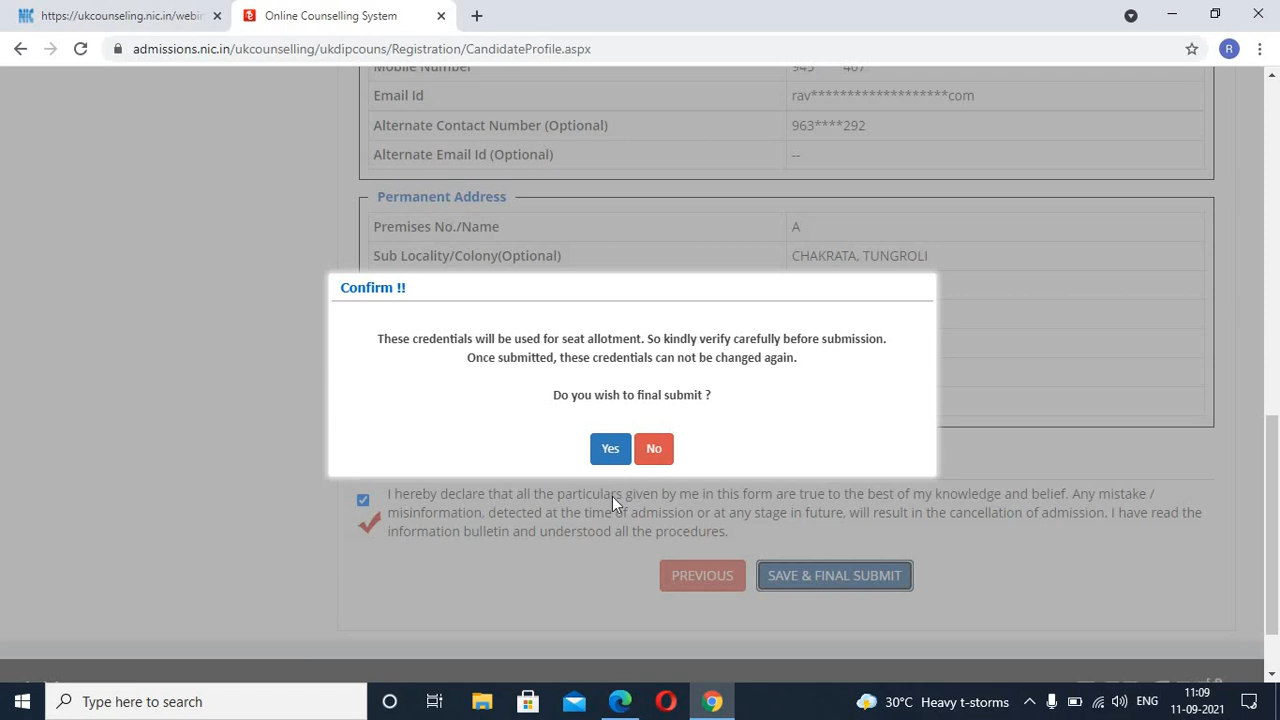 https://ukcounseling.nic.in/webin
Online Counselling System
admissions.nic.in/ukcounselling/ukdipcouns/Registration/CandidateProfile.aspx
R
Mobile Number
Email Id rav*******************com
Alternate Contact Number (Optional) 963****292
Alternate Email Id (Optional) --
Permanent Address
Premises No./Name A
Sub Locality/Colony(Optional) CHAKRATA, TUNGROLI
Confirm !!
These credentials will be used for seat allotment. So kindly verify carefully before submission.
Once submitted, these credentials can not be changed again.
Do you wish to final submit ?
Yes No
I hereby declare that all the particulars given by me in this form are true to the best of my knowledge and belief. Any mistake /
misinformation, detected at the time of admission or at any stage in future, will result in the cancellation of admission. I have read the
information bulletin and understood all the procedures.
PREVIOUS SAVE & FINAL SUBMIT
Type here to search
30°C Heavy t-storms ENG 11:09
11-09-2021